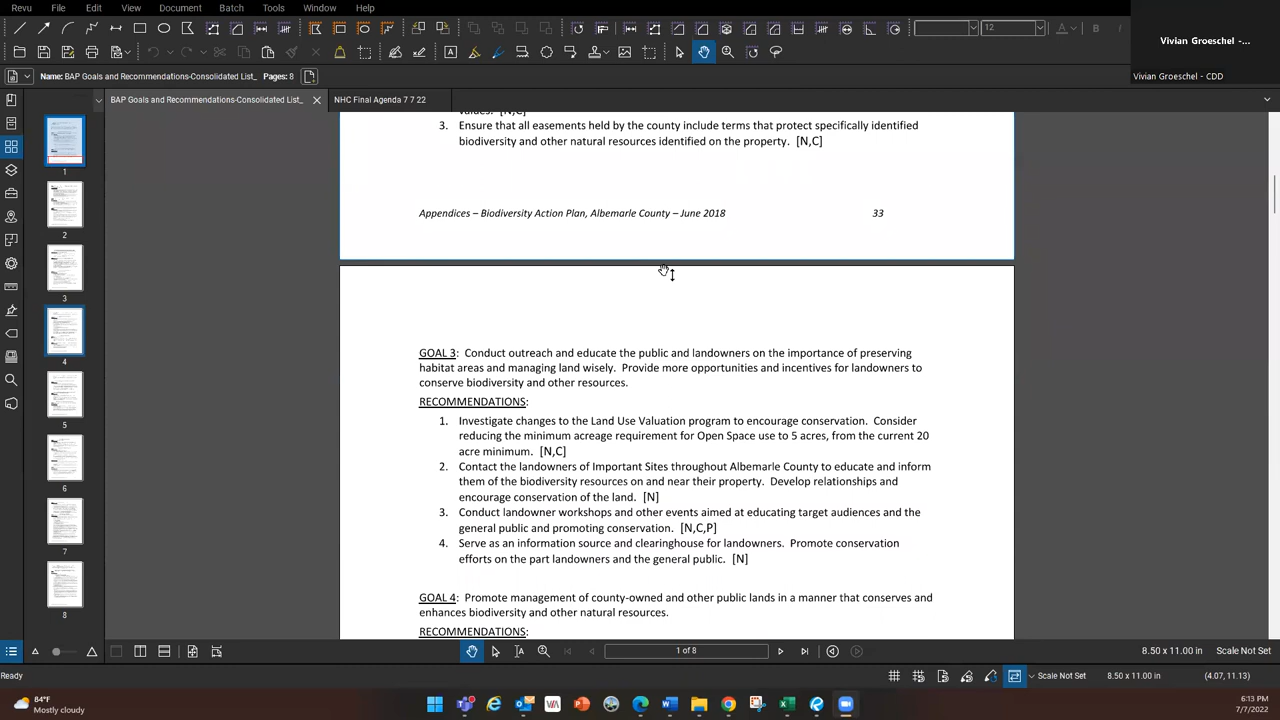 Revu File Edit View Document Batch Tools Window Help
12
Vivian Groeschel -...
Name: BAP Goals and Recommendations-Consolidated List_ Pages: 8
Vivian Groeschel - CDD
BAP Goals and Recommendations-Consolidated List_ NHC Final Agenda 7 7 22
3. Ensure that all easements held by the county include terms to protect specifically identified
biodiversity and other natural resources identified on the property. [N,C]
Appendices – Biodiversity Action Plan, Albemarle County – June 2018 33
GOAL 3: Conduct outreach and educate the public and landowners on the importance of preserving
habitat areas and managing land wisely. Provide more opportunities and incentives for landowners to
conserve biodiversity and other resources.
RECOMMENDATIONS:
1. Investigate changes to the Land Use Valuation program to encourage conservation. Consider
reducing the minimum acreage requirement for Open Space Use to 5 acres, from the current 20
acre minimum. [N,C]
2. Contact landowners of Important Sites throughout Albemarle County to educate and inform
them of the biodiversity resources on and near their property. Develop relationships and
encourage conservation of the land. [N]
3. Conduct landowner workshops and other events aimed at educating target audiences and the
general public and promoting conservation. [N,C,P]
4. Serve as information source and clearinghouse for landowners. Promote conservation
efforts on the part landowners and the general public. [N]
GOAL 4: Promote management of county-owned and other public lands in a manner that conserves and
enhances biodiversity and other natural resources.
RECOMMENDATIONS:
1
2
3
4
5
6
7
8
1 of 8
8.50 x 11.00 in Scale Not Set
Ready Scale Not Set 8.50 x 11.00 in (4.07, 11.13)
84°F
Mostly cloudy
6:13 PM
7/7/2022